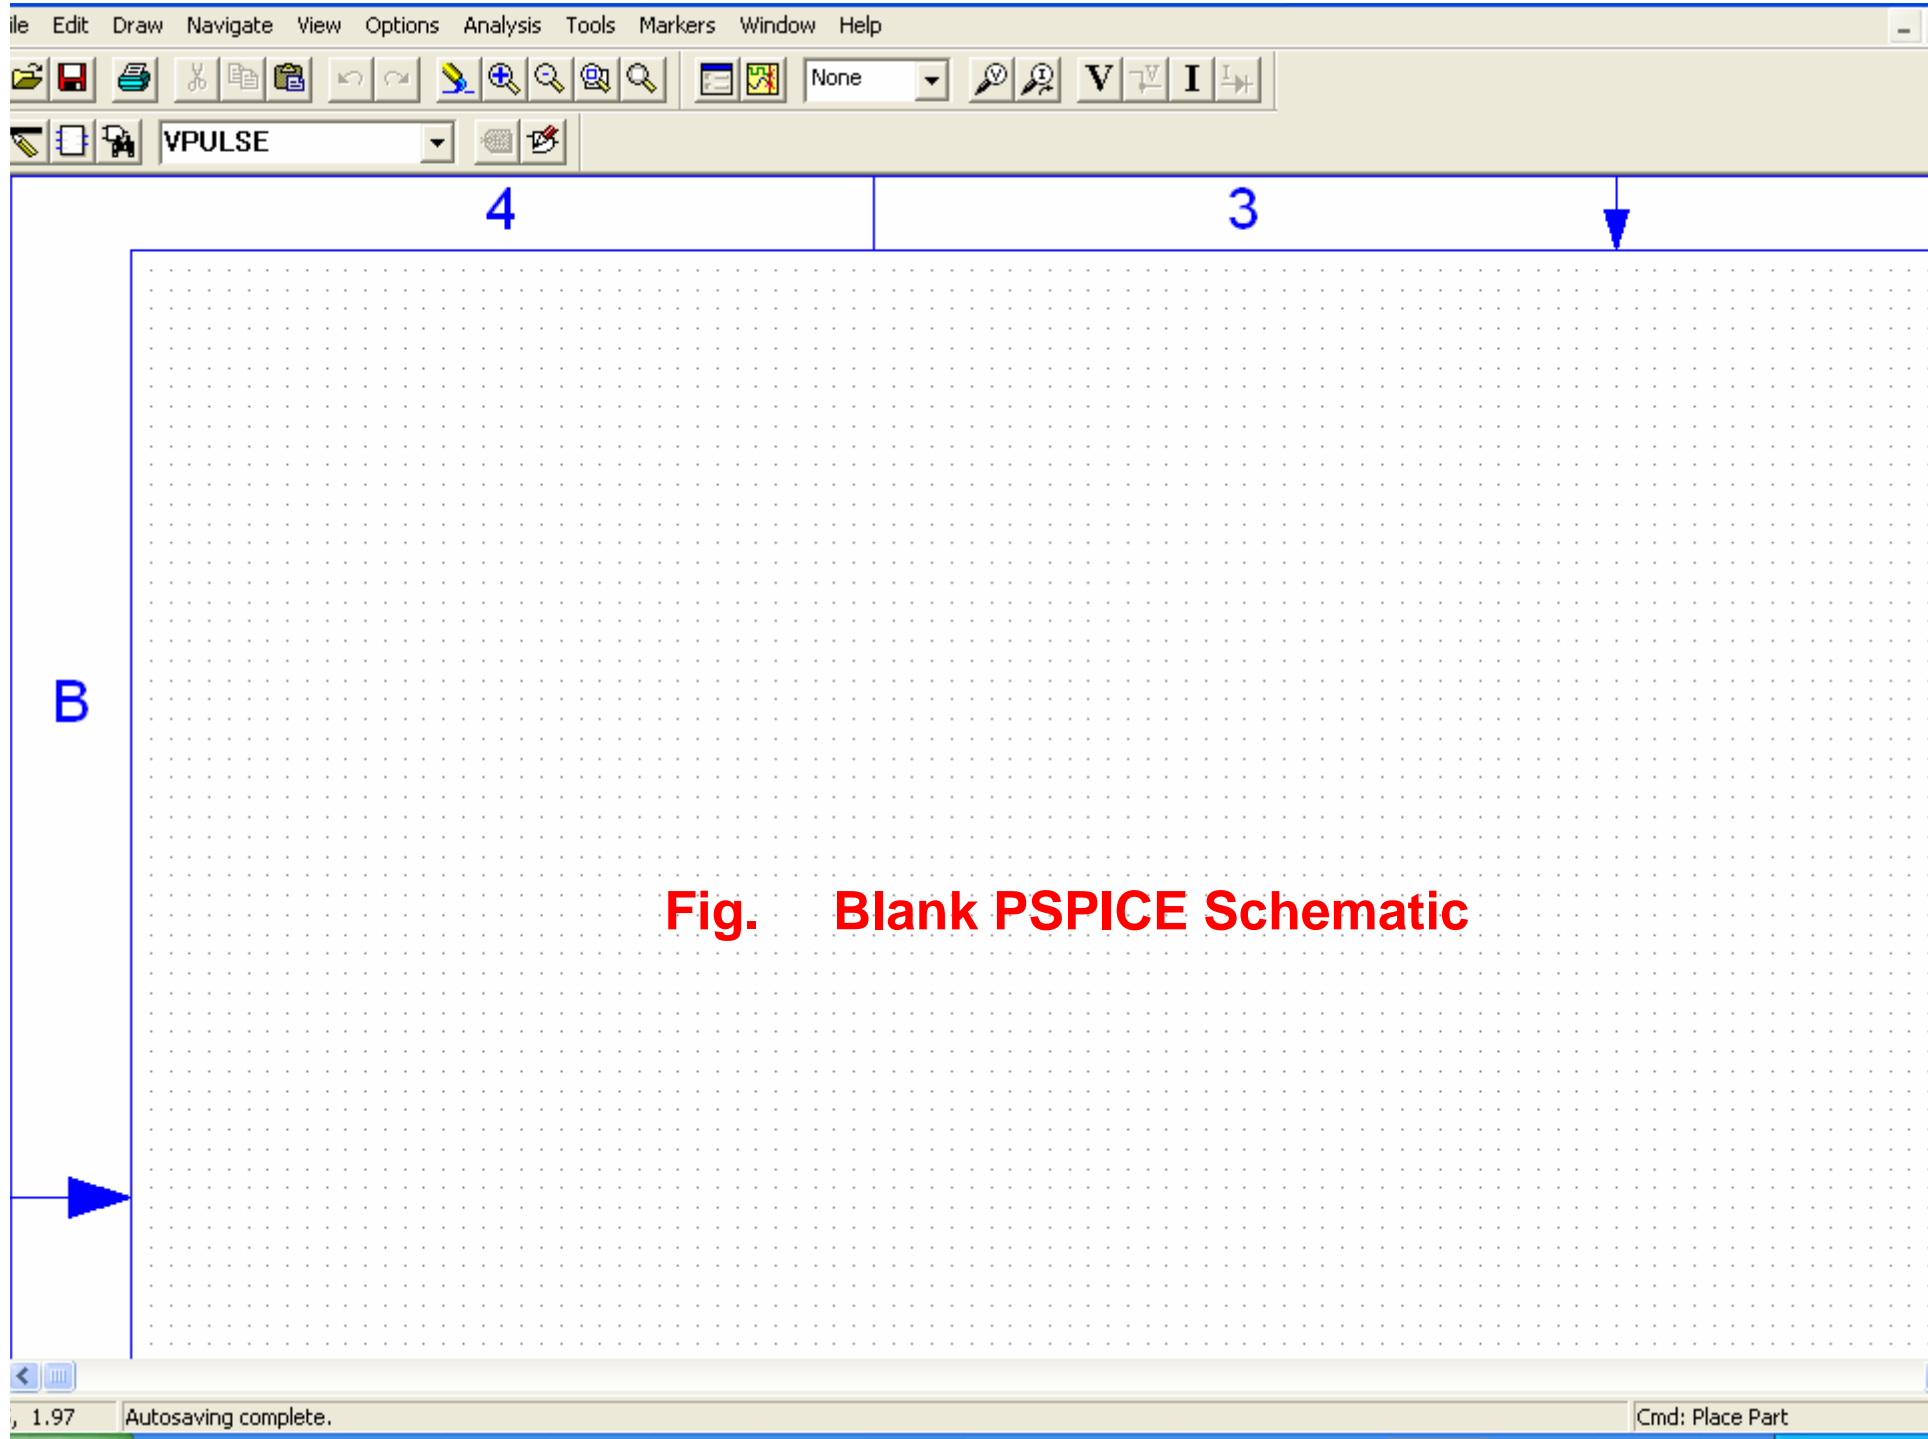 ile Edit Draw Navigate View Options Analysis Tools Markers Window Help
None V I V V I I
VPULSE
4 3
B
Fig. Blank PSPICE Schematic
, 1.97 Autosaving complete. Cmd: Place Part